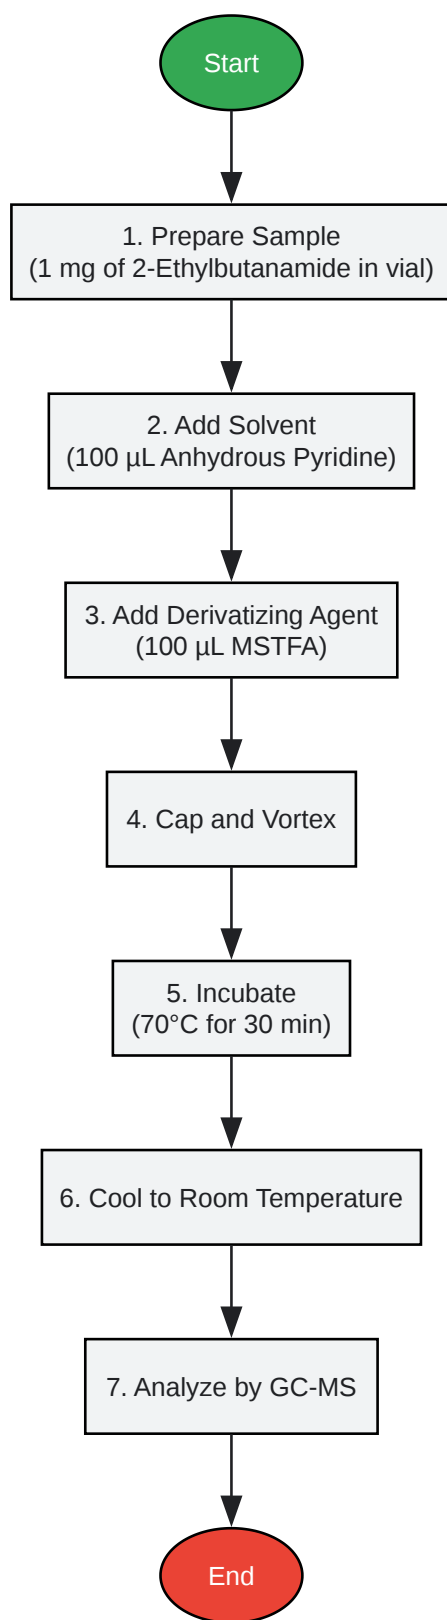 Start
1. Prepare Sample
(1 mg of 2-Ethylbutanamide in vial)
2. Add Solvent
(100 µL Anhydrous Pyridine)
3. Add Derivatizing Agent
(100 µL MSTFA)
4. Cap and Vortex
5. Incubate
(70°C for 30 min)
6. Cool to Room Temperature
7. Analyze by GC-MS
End